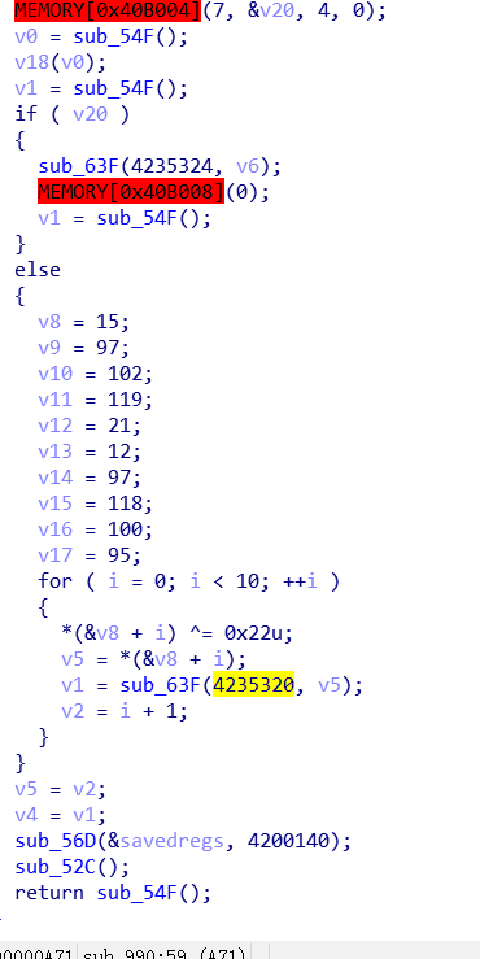 MEMORY[0x40B004](7, &v20, 4, 0);
v0 = sub_54F();
v18(v0);
v1 = sub_54F();
if ( v20 )
{
sub_63F(4235324, v6);
MEMORY[0x40B008](0);
v1 = sub_54F();
}
else
{
v8 = 15;
v9 = 97;
v10 = 102;
v11 = 119;
v12 = 21;
v13 = 12;
v14 = 97;
v15 = 118;
v16 = 100;
v17 = 95;
for ( i = 0; i < 10; ++i )
{
*(&v8 + i) ^= 0x22u;
v5 = *(&v8 + i);
v1 = sub_63F(4235320, v5);
v2 = i + 1;
}
}
v5 = v2;
v4 = v1;
sub_56D(&savedregs, 4200140);
sub_52C();
return sub_54F();
00000A71 sub_990:59 (A71)